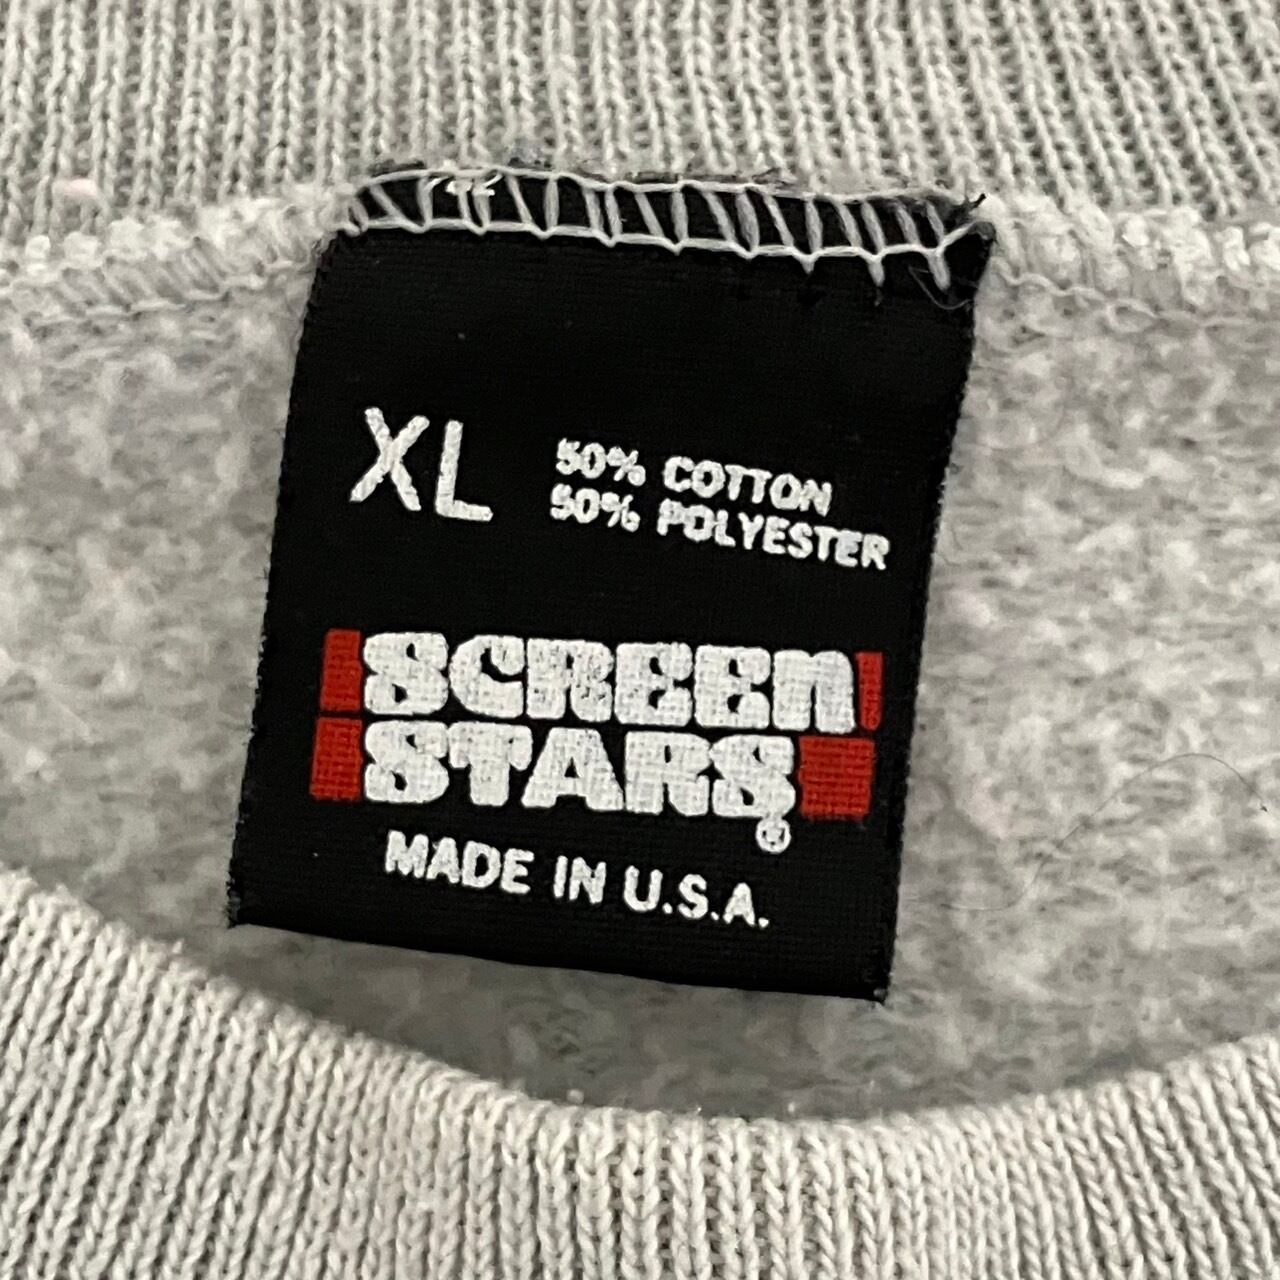 XL
50% COTTON
50% POLYESTER
SCREEN
STARS®
MADE IN U.S.A.